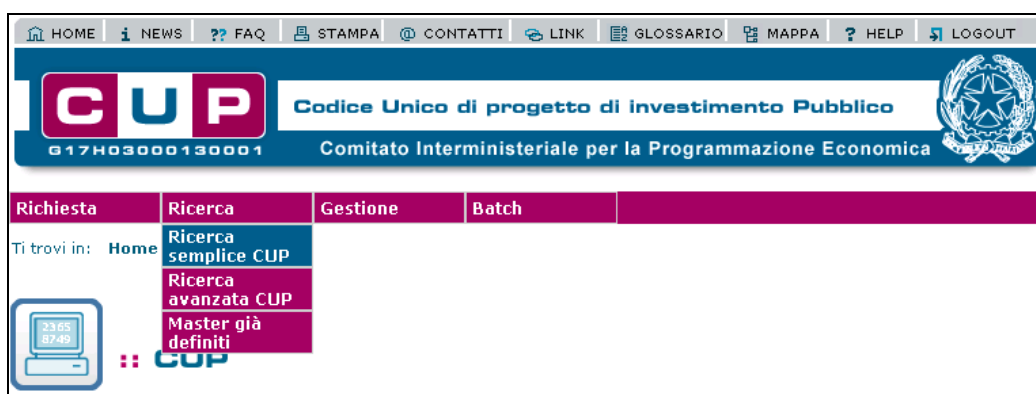 HOME i NEWS ?? FAQ STAMPA @ CONTATTI LINK GLOSSARIO MAPPA ? HELP LOGOUT
CUP Codice Unico di progetto di investimento Pubblico
G17H03000130001 Comitato Interministeriale per la Programmazione Economica
Richiesta Ricerca Gestione Batch
Ti trovi in: Home
Ricerca
semplice CUP
Ricerca
avanzata CUP
Master già
definiti
2365
8749
:: CUP